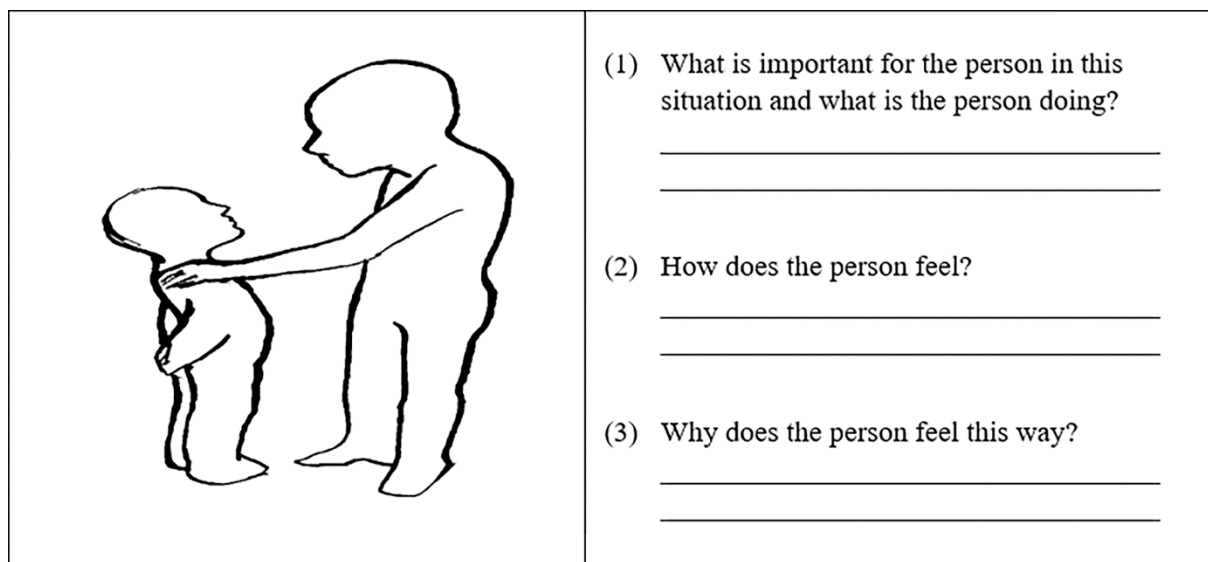 (1) What is important for the person in this
situation and what is the person doing?
(2) How does the person feel?
(3) Why does the person feel this way?